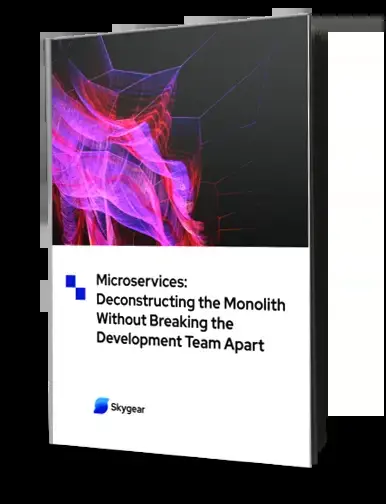 Microservices:
Deconstructing the Monolith
Without Breaking the
Development Team Apart
Skygear